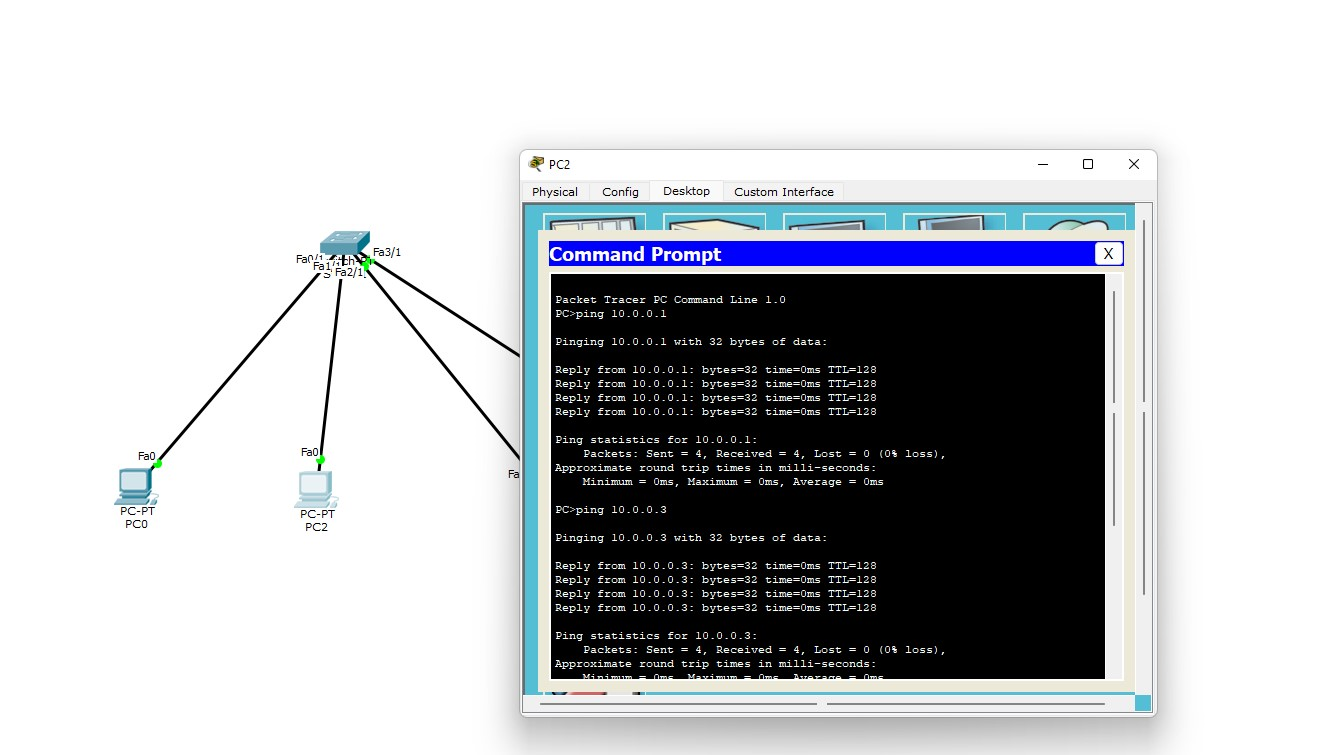 PC2
Physical Config Desktop Custom Interface
Command Prompt X
Packet Tracer PC Command Line 1.0
PC>ping 10.0.0.1
Pinging 10.0.0.1 with 32 bytes of data:
Reply from 10.0.0.1: bytes=32 time=0ms TTL=128
Reply from 10.0.0.1: bytes=32 time=0ms TTL=128
Reply from 10.0.0.1: bytes=32 time=0ms TTL=128
Reply from 10.0.0.1: bytes=32 time=0ms TTL=128
Ping statistics for 10.0.0.1:
Packets: Sent = 4, Received = 4, Lost = 0 (0% loss),
Approximate round trip times in milli-seconds:
Minimum = 0ms, Maximum = 0ms, Average = 0ms
PC>ping 10.0.0.3
Pinging 10.0.0.3 with 32 bytes of data:
Reply from 10.0.0.3: bytes=32 time=0ms TTL=128
Reply from 10.0.0.3: bytes=32 time=0ms TTL=128
Reply from 10.0.0.3: bytes=32 time=0ms TTL=128
Reply from 10.0.0.3: bytes=32 time=0ms TTL=128
Ping statistics for 10.0.0.3:
Packets: Sent = 4, Received = 4, Lost = 0 (0% loss),
Approximate round trip times in milli-seconds:
Minimum = 0ms, Maximum = 0ms, Average = 0ms
Fa3/1
Fa2/1
Fa0
PC-PT
PC0
Fa0
PC-PT
PC2
Fa